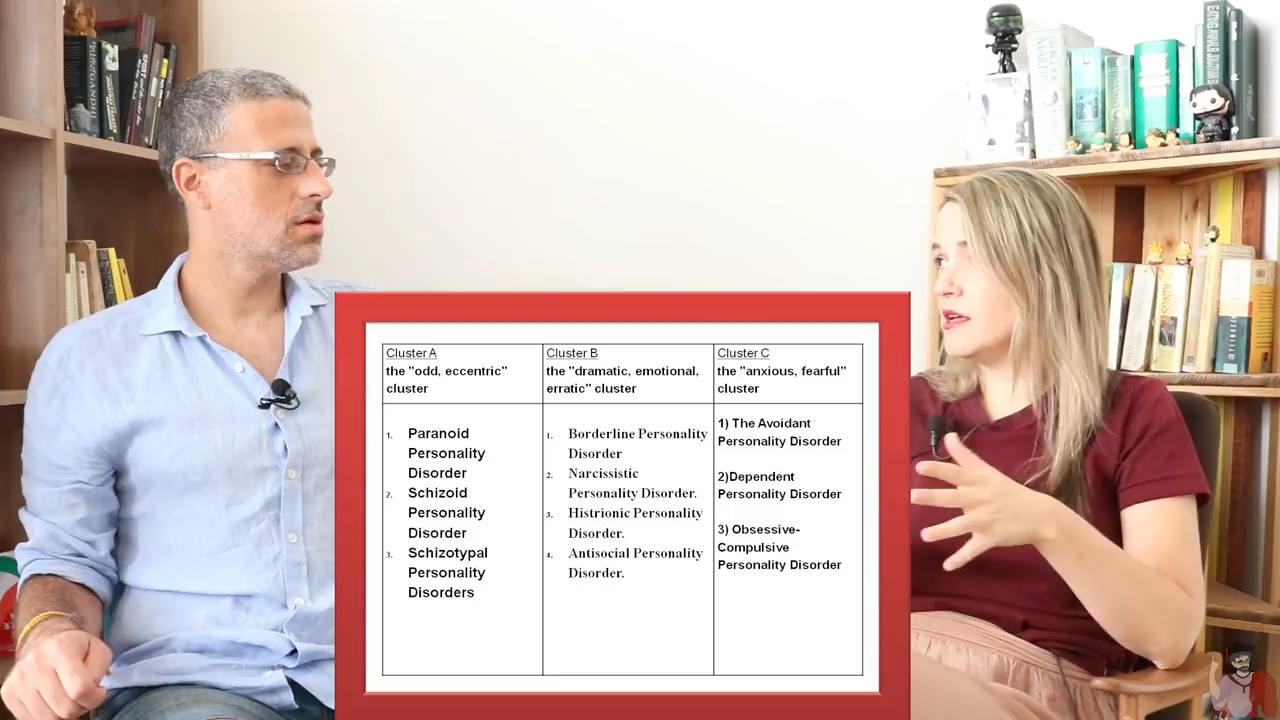 Cluster A
the "odd, eccentric"
cluster
1. Paranoid
Personality
Disorder
2. Schizoid
Personality
Disorder
3. Schizotypal
Personality
Disorders
Cluster B
the "dramatic, emotional,
erratic" cluster
1. Borderline Personality
Disorder
2. Narcissistic
Personality Disorder.
3. Histrionic Personality
Disorder.
4. Antisocial Personality
Disorder.
Cluster C
the "anxious, fearful"
cluster
1) The Avoidant
Personality Disorder
2)Dependent
Personality Disorder
3) Obsessive-
Compulsive
Personality Disorder